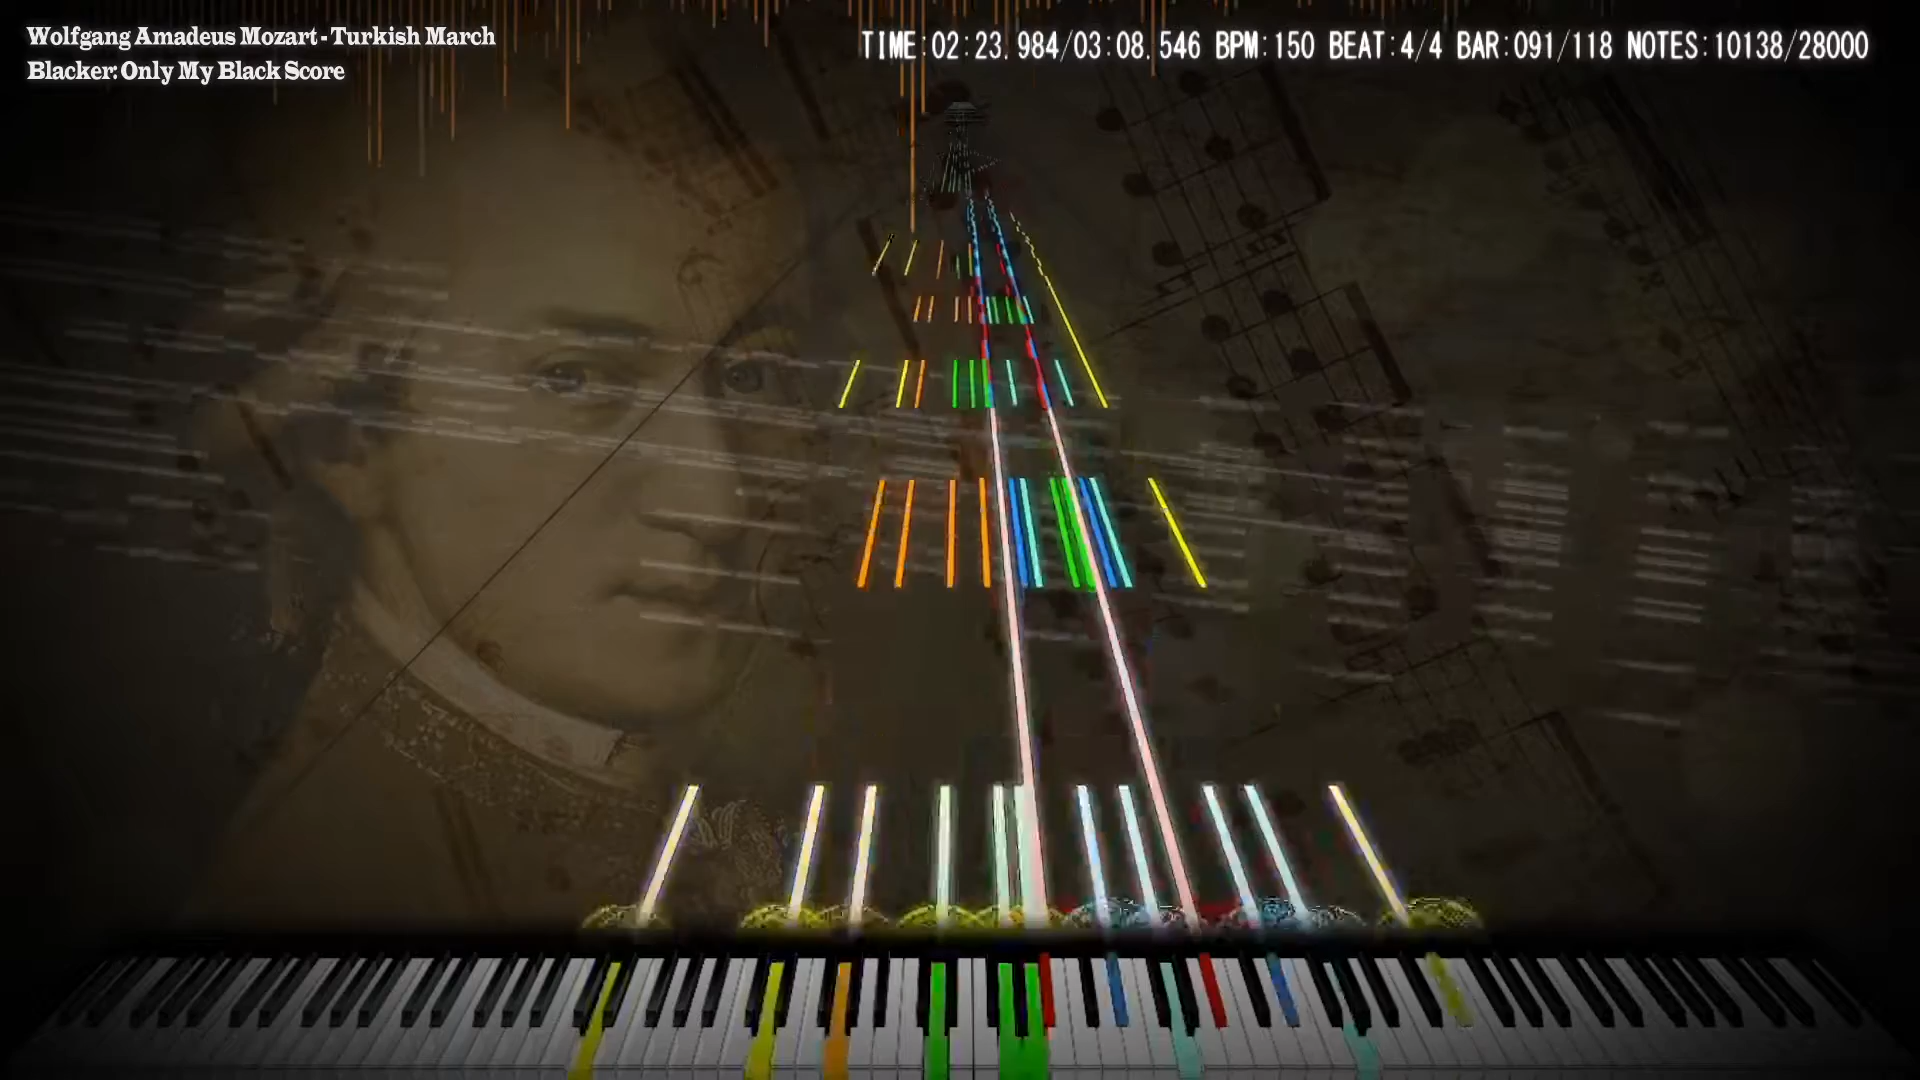 Wolfgang Amadeus Mozart - Turkish March
Blacker: Only My Black Score
TIME:02:23.984/03:08.546 BPM:150 BEAT:4/4 BAR:091/118 NOTES:10138/28000